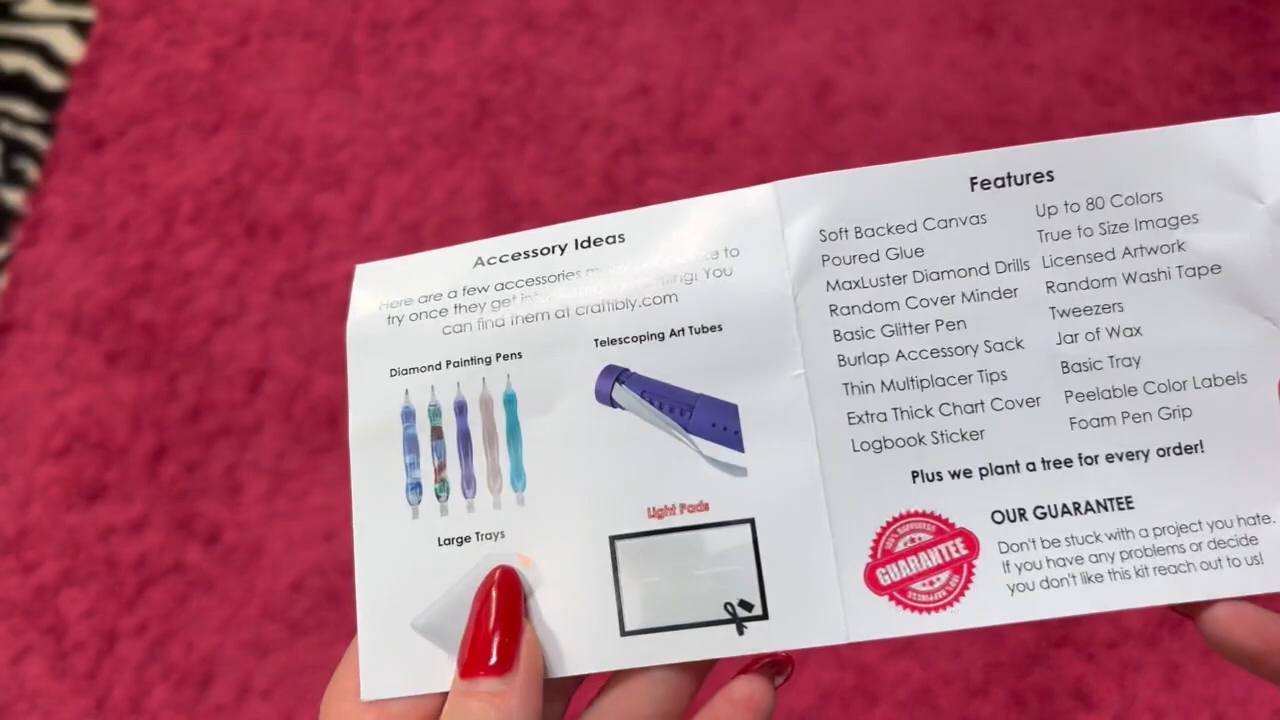 Accessory Ideas
Here are a few accessories to
try once they get You
can find them at craftibly.com
Diamond Painting Pens
Telescoping Art Tubes
Large Trays
Light Pads
Features
Soft Backed Canvas
Poured Glue
MaxLuster Diamond Drills
Random Cover Minder
Basic Glitter Pen
Burlap Accessory Sack
Thin Multiplacer Tips
Extra Thick Chart Cover
Logbook Sticker
Up to 80 Colors
True to Size Images
Licensed Artwork
Random Washi Tape
Tweezers
Jar of Wax
Basic Tray
Peelable Color Labels
Foam Pen Grip
Plus we plant a tree for every order!
GUARANTEE
OUR GUARANTEE
Don't be stuck with a project you hate.
If you have any problems or decide
you don't like this kit reach out to us!